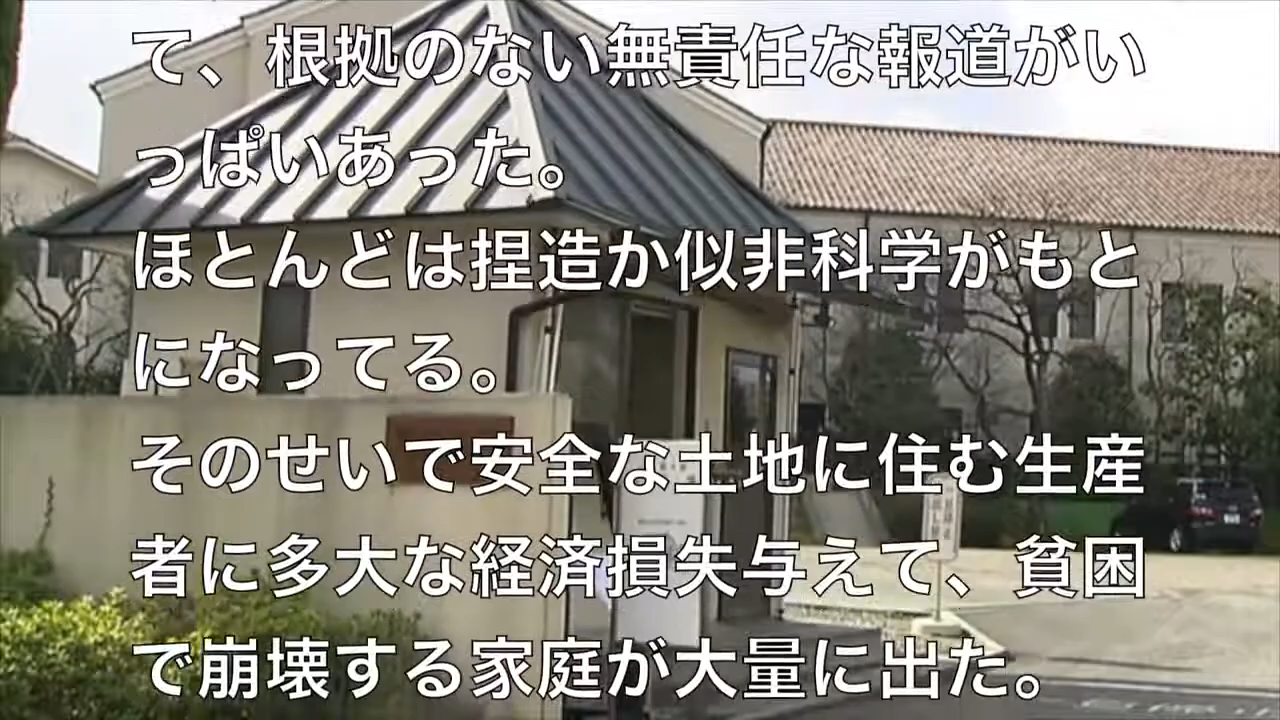 て、根拠のない無責任な報道がい
っぱいあった。
ほとんどは捏造か似非科学がもと
になってる。
そのせいで安全な土地に住む生産
者に多大な経済損失与えて、貧困
で崩壊する家庭が大量に出た。